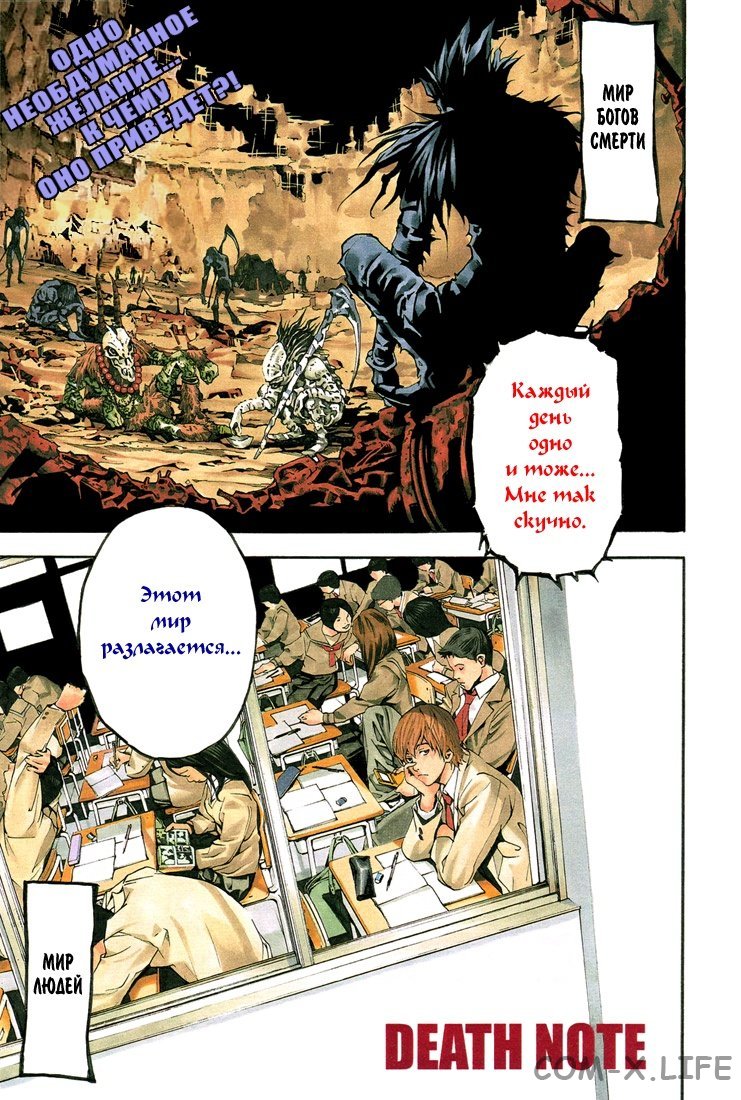 ОДНО
НЕОБДУМАННОЕ
ЖЕЛАНИЕ...
К ЧЕМУ
ОНО ПРИВЕДЕТ?!
МИР
БОГОВ
СМЕРТИ
Каждый
день
одно
и тоже...
Мне так
скучно.
Этот
мир
разлагается...
МИР
ЛЮДЕЙ
DEATH NOTE
COM-X.LIFE